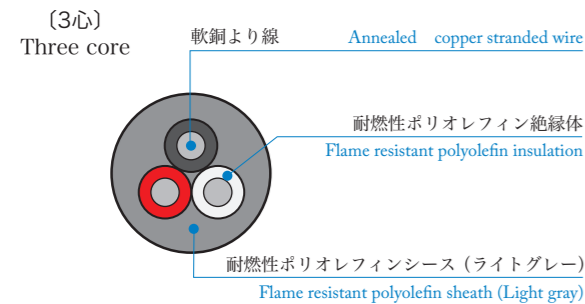 〔3心〕
Three core
軟銅より線 Annealed copper stranded wire
耐燃性ポリオレフィン絶縁体
Flame resistant polyolefin insulation
耐燃性ポリオレフィンシース（ライトグレー）
Flame resistant polyolefin sheath (Light gray)